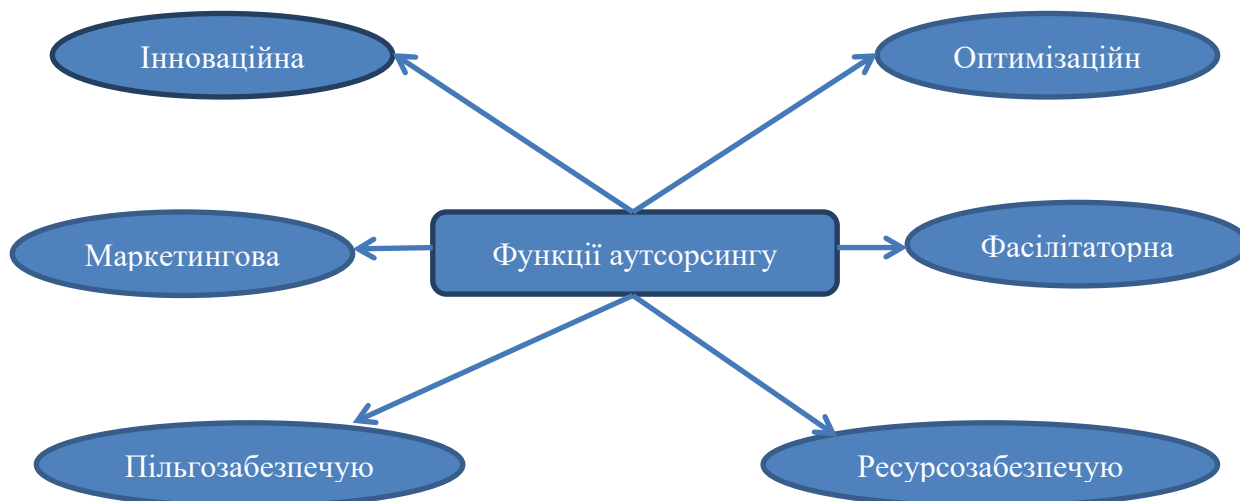 Інноваційна
Оптимізаційн
Маркетингова
Функції аутсорсингу
Фасілітаторна
Пільгозабезпечую
Ресурсозабезпечую